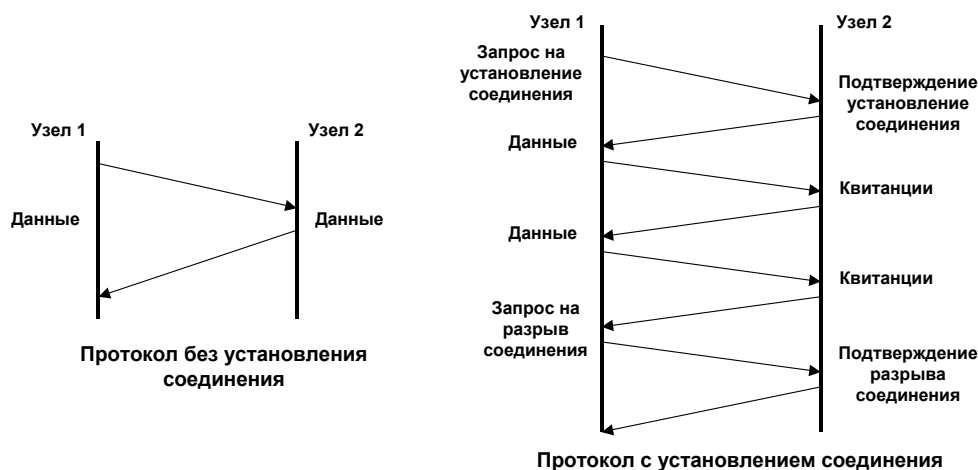 Узел 1
Узел 2
Данные
Данные
Протокол без установления
соединения
Узел 1
Узел 2
Запрос на
установление
соединения
Подтверждение
установление
соединения
Данные
Квитанции
Данные
Квитанции
Запрос на
разрыв
соединения
Подтверждение
разрыва
соединения
Протокол с установлением соединения